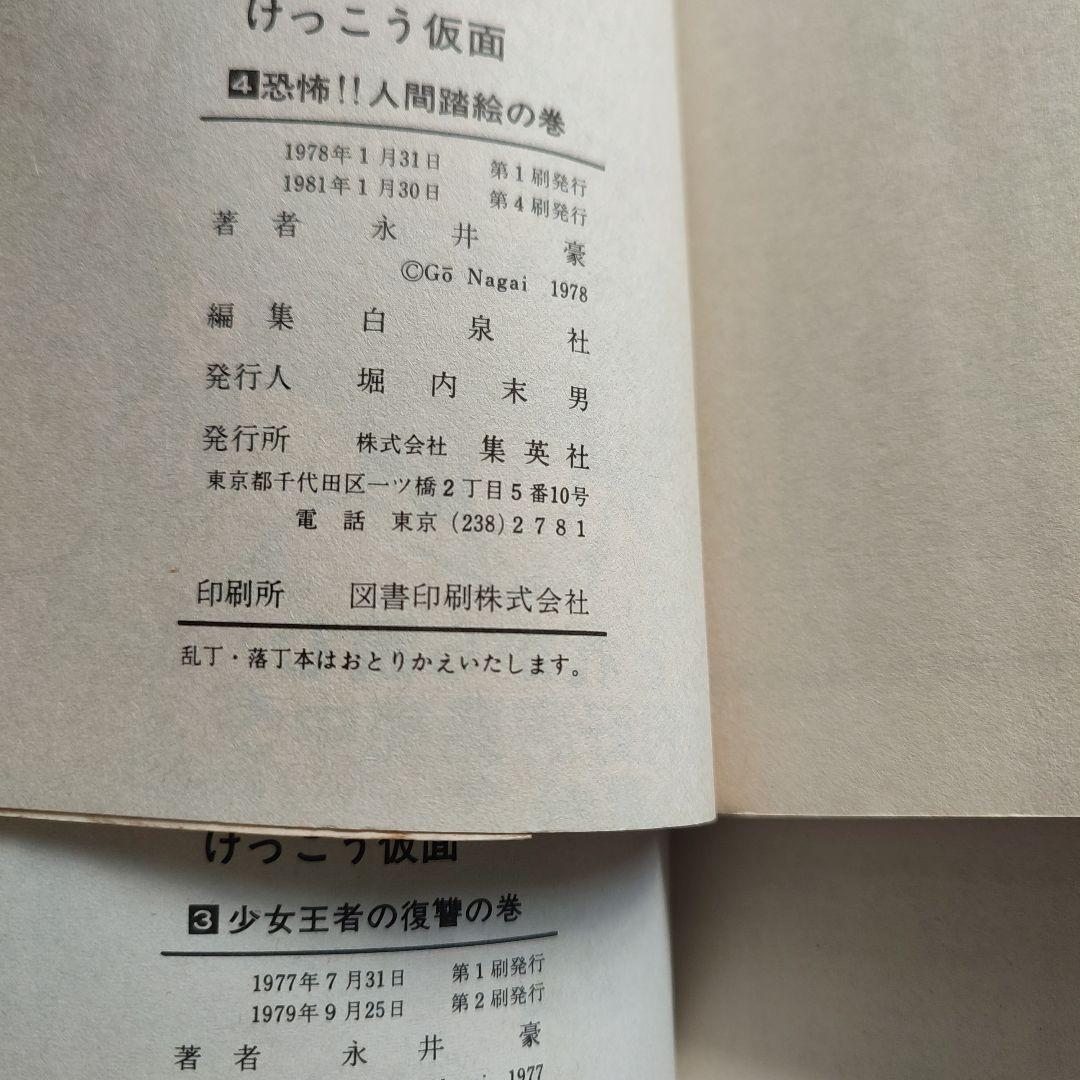 けっこう仮面
4恐怖!!人間踏絵の巻
1978年1月31日 第1刷発行
1981年1月30日 第4刷発行
著者 永井豪
©Gō Nagai 1978
編集 白泉社
発行人 堀内末男
発行所 株式会社 集英社
東京都千代田区一ツ橋2丁目5番10号
電話 東京 (238)2781
印刷所 図書印刷株式会社
乱丁・落丁本はおとりかえいたします。
けっこう仮面
3少女王者の復讐の巻
1977年7月31日 第1刷発行
1979年9月25日 第2刷発行
著者 永井豪
1977